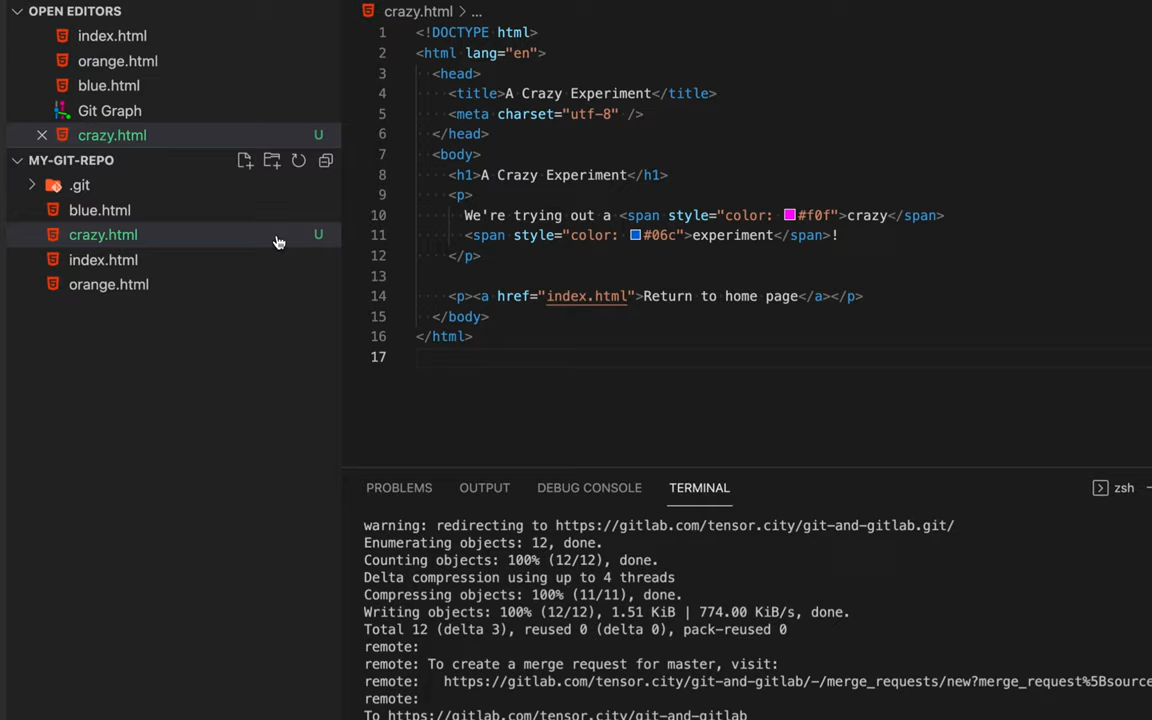 OPEN EDITORS
index.html
orange.html
blue.html
Git Graph
crazy.html U
MY-GIT-REPO
.git
blue.html
crazy.html U
index.html
orange.html
crazy.html > ...
1 <!DOCTYPE html>
2 <html lang="en">
3 <head>
4 <title>A Crazy Experiment</title>
5 <meta charset="utf-8" />
6 </head>
7 <body>
8 <h1>A Crazy Experiment</h1>
9 <p>
10 We're trying out a <span style="color: #f0f">crazy</span>
11 <span style="color: #06c">experiment</span>!
12 </p>
13
14 <p><a href="index.html">Return to home page</a></p>
15 </body>
16 </html>
17
PROBLEMS OUTPUT DEBUG CONSOLE TERMINAL zsh
warning: redirecting to https://gitlab.com/tensor.city/git-and-gitlab.git/
Enumerating objects: 12, done.
Counting objects: 100% (12/12), done.
Delta compression using up to 4 threads
Compressing objects: 100% (11/11), done.
Writing objects: 100% (12/12), 1.51 KiB | 774.00 KiB/s, done.
Total 12 (delta 3), reused 0 (delta 0), pack-reused 0
remote:
remote: To create a merge request for master, visit:
remote: https://gitlab.com/tensor.city/git-and-gitlab/-/merge_requests/new?merge_request%5Bsource
remote:
To https://gitlab.com/tensor.city/git-and-gitlab